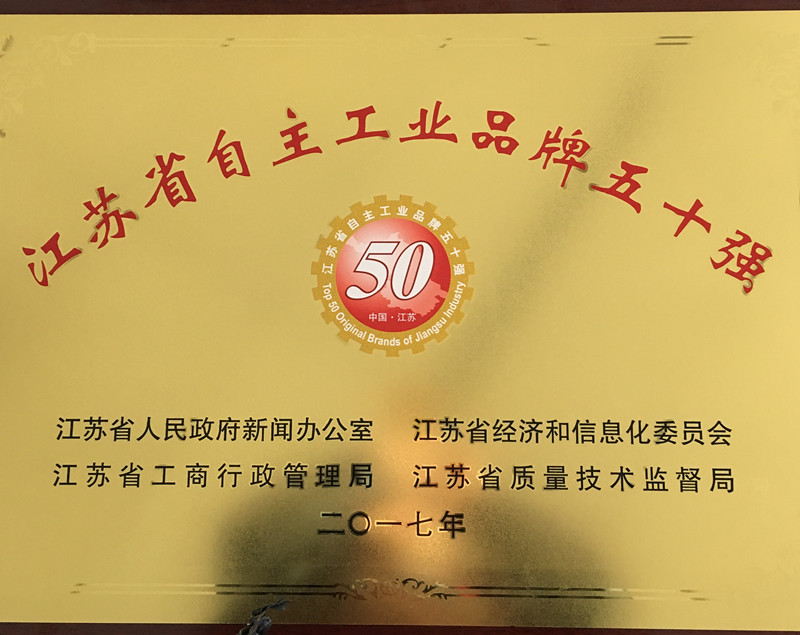 江苏省自主工业品牌五十强
江苏省自主工业品牌五十强
50
中国·江苏
Top 50 Original Brands of Jiangsu Industry
江苏省人民政府新闻办公室 江苏省经济和信息化委员会
江苏省工商行政管理局 江苏省质量技术监督局
二〇一七年